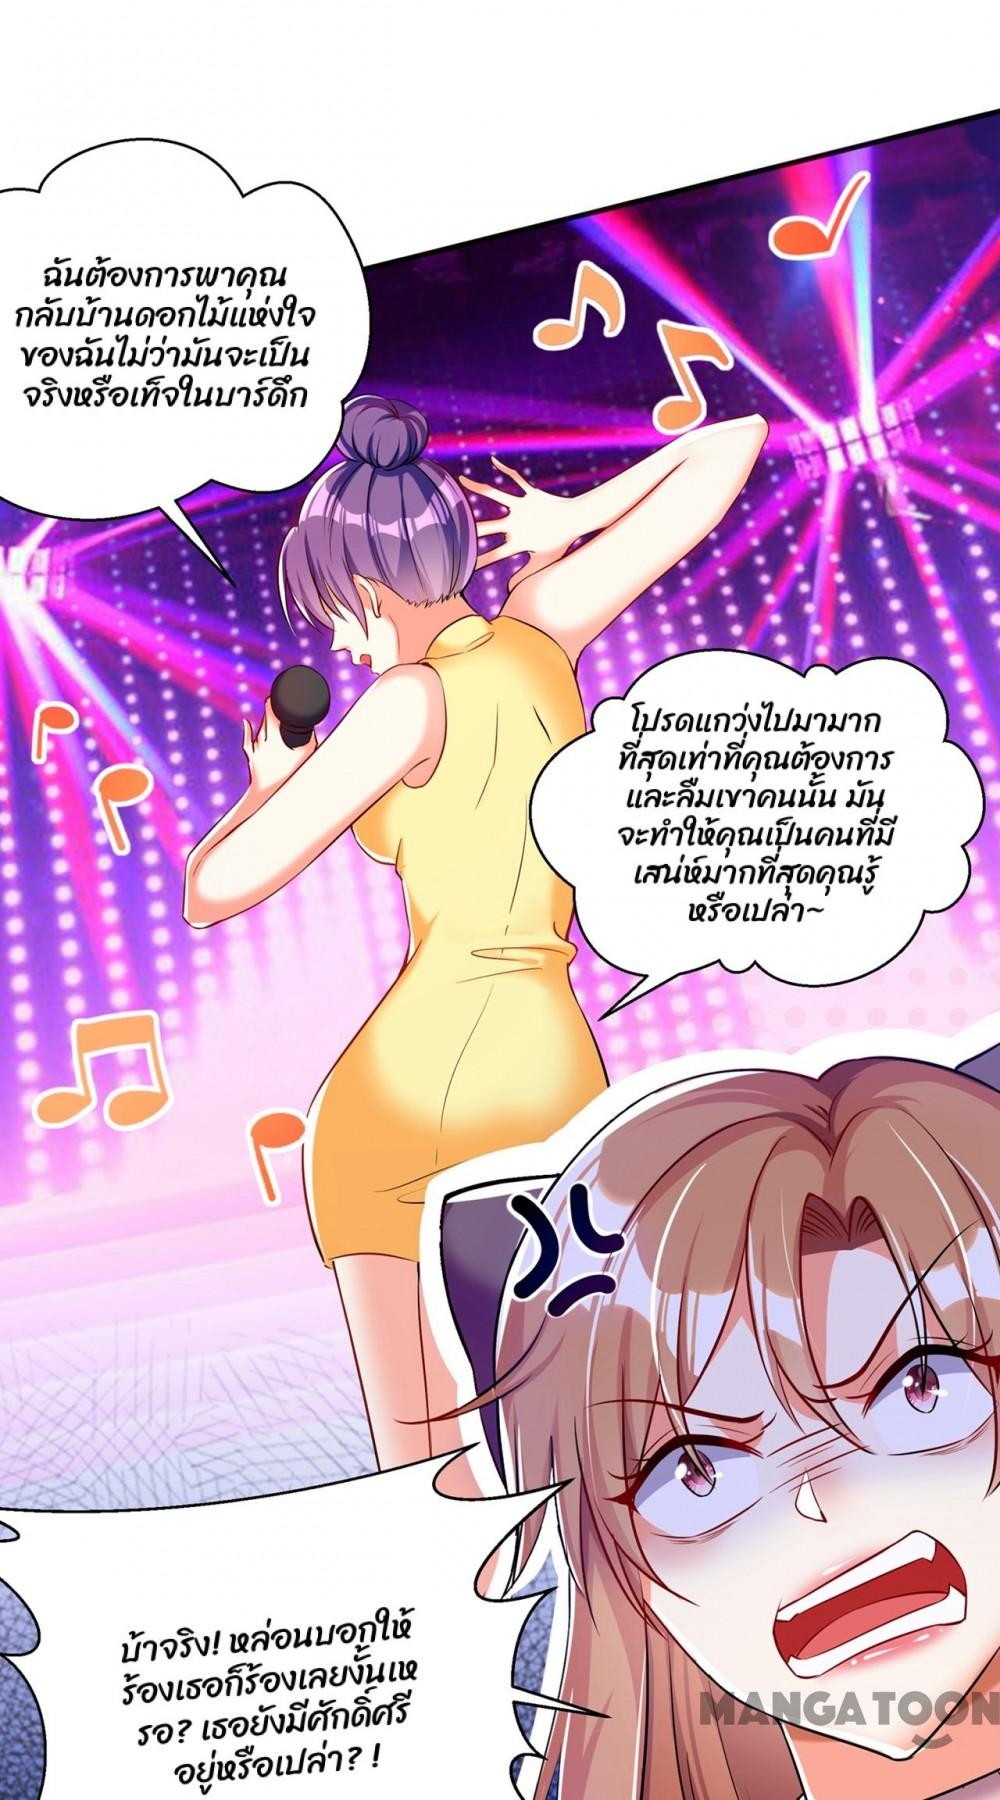 ฉันต้องการพาคุณ
กลับบ้านดอกไม้แห่งใจ
ของฉันไม่ว่ามันจะเป็น
จริงหรือเท็จในบาร์ดึก
โปรดแกว่งไปมามาก
ที่สุดเท่าที่คุณต้องการ
และลืมเขาคนนั้น มัน
จะทำให้คุณเป็นคนที่มี
เสน่ห์มากที่สุดคุณรู้
หรือเปล่า~
บ้าจริง! หล่อนบอกให้
ร้องเธอก็ร้องเลยงั้นเห
รอ? เธอยังมีศักดิ์ศรี
อยู่หรือเปล่า?!
MANGATOON